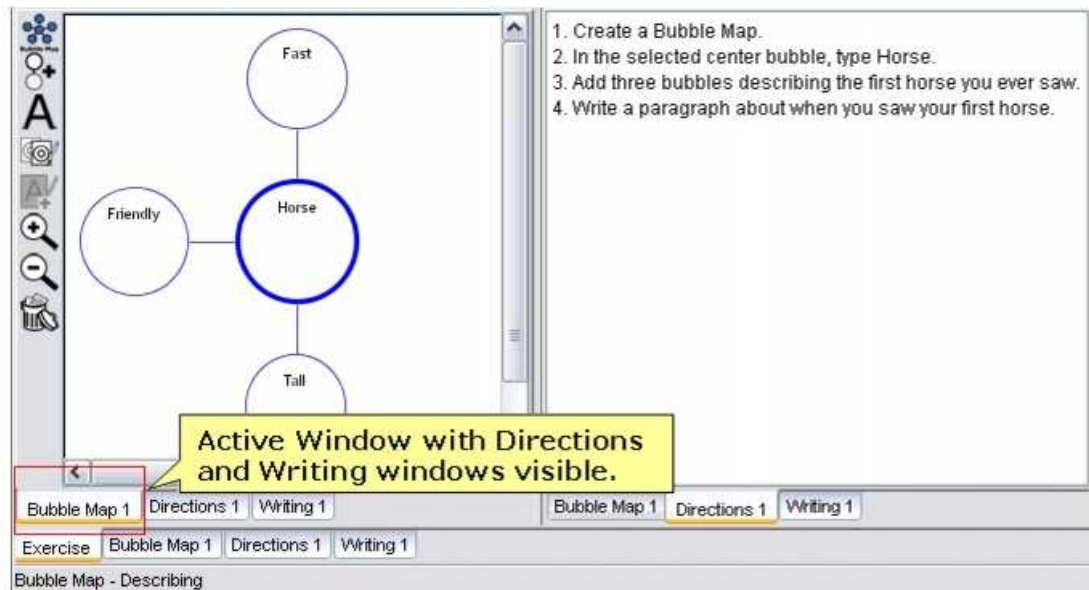 Bubble Map
Fast
Friendly
Horse
Tall
1. Create a Bubble Map.
2. In the selected center bubble, type Horse.
3. Add three bubbles describing the first horse you ever saw.
4. Write a paragraph about when you saw your first horse.
Active Window with Directions
and Writing windows visible.
Bubble Map 1 Directions 1 Writing 1
Bubble Map 1 Directions 1 Writing 1
Exercise Bubble Map 1 Directions 1 Writing 1
Bubble Map - Describing